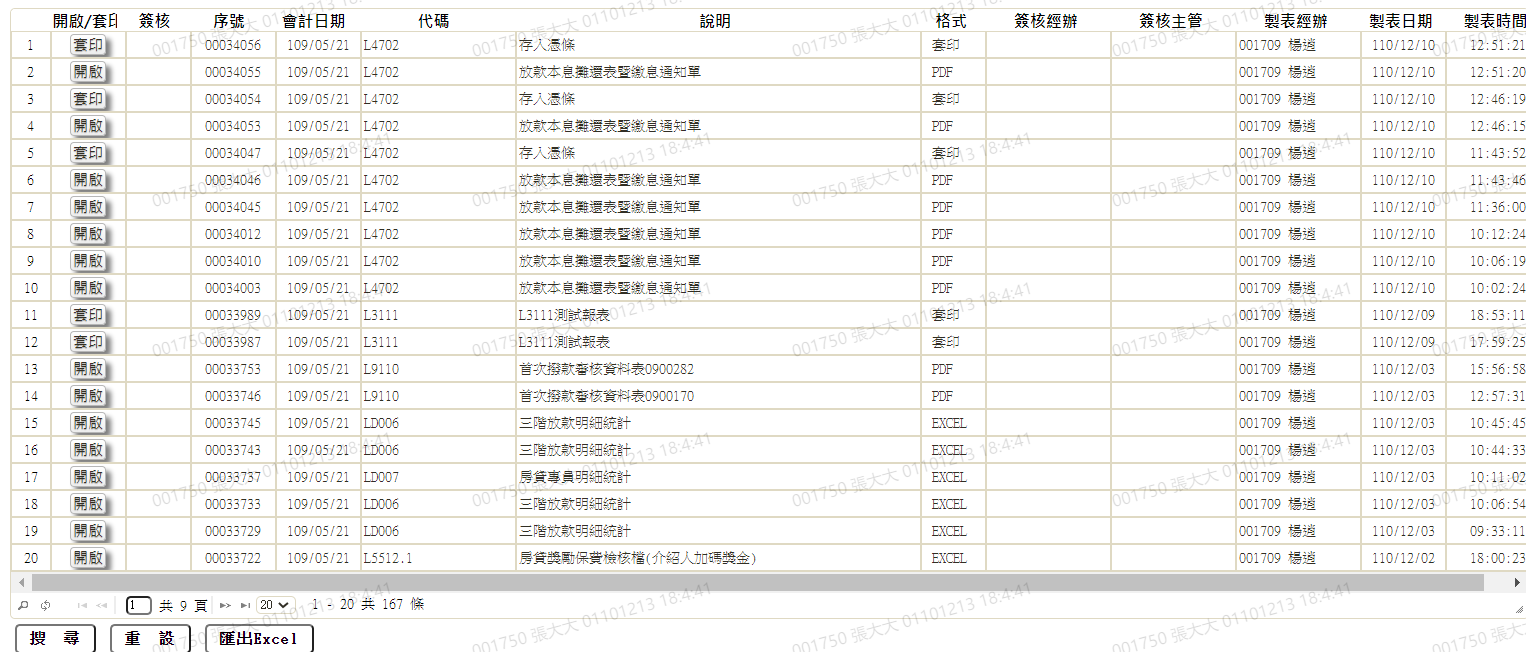 開啟/套印 簽核 序號 會計日期 代碼 說明 格式 簽核經辦 簽核主管 製表經辦 製表日期 製表時間
1 套印 00034056 109/05/21 L4702 存入憑條 套印 001709 楊逍 110/12/10 12:51:21
2 開啟 00034055 109/05/21 L4702 放款本息攤還表暨繳息通知單 PDF 001709 楊逍 110/12/10 12:51:20
3 套印 00034054 109/05/21 L4702 存入憑條 套印 001709 楊逍 110/12/10 12:46:19
4 開啟 00034053 109/05/21 L4702 放款本息攤還表暨繳息通知單 PDF 001709 楊逍 110/12/10 12:46:15
5 套印 00034047 109/05/21 L4702 存入憑條 套印 001709 楊逍 110/12/10 11:43:52
6 開啟 00034046 109/05/21 L4702 放款本息攤還表暨繳息通知單 PDF 001709 楊逍 110/12/10 11:43:46
7 開啟 00034045 109/05/21 L4702 放款本息攤還表暨繳息通知單 PDF 001709 楊逍 110/12/10 11:36:00
8 開啟 00034012 109/05/21 L4702 放款本息攤還表暨繳息通知單 PDF 001709 楊逍 110/12/10 10:12:24
9 開啟 00034010 109/05/21 L4702 放款本息攤還表暨繳息通知單 PDF 001709 楊逍 110/12/10 10:06:19
10 開啟 00034003 109/05/21 L4702 放款本息攤還表暨繳息通知單 PDF 001709 楊逍 110/12/10 10:02:24
11 套印 00033989 109/05/21 L3111 L3111測試報表 套印 001709 楊逍 110/12/09 18:53:11
12 套印 00033987 109/05/21 L3111 L3111測試報表 套印 001709 楊逍 110/12/09 17:59:25
13 開啟 00033753 109/05/21 L9110 首次撥款審核資料表0900282 PDF 001709 楊逍 110/12/03 15:56:58
14 開啟 00033746 109/05/21 L9110 首次撥款審核資料表0900170 PDF 001709 楊逍 110/12/03 12:57:31
15 開啟 00033745 109/05/21 LD006 三階放款明細統計 EXCEL 001709 楊逍 110/12/03 10:45:45
16 開啟 00033743 109/05/21 LD006 三階放款明細統計 EXCEL 001709 楊逍 110/12/03 10:44:33
17 開啟 00033737 109/05/21 LD007 房貸專員明細統計 EXCEL 001709 楊逍 110/12/03 10:11:02
18 開啟 00033733 109/05/21 LD006 三階放款明細統計 EXCEL 001709 楊逍 110/12/03 10:06:54
19 開啟 00033729 109/05/21 LD006 三階放款明細統計 EXCEL 001709 楊逍 110/12/03 09:33:11
20 開啟 00033722 109/05/21 L5512.1 房貸獎勵保費檢核檔(介紹人加碼獎金) EXCEL 001709 楊逍 110/12/02 18:00:23
1 共 9 頁 20 1 - 20 共 167 條
搜 尋 重 設 匯出Excel
001750 張大大 01101213 18:4:41